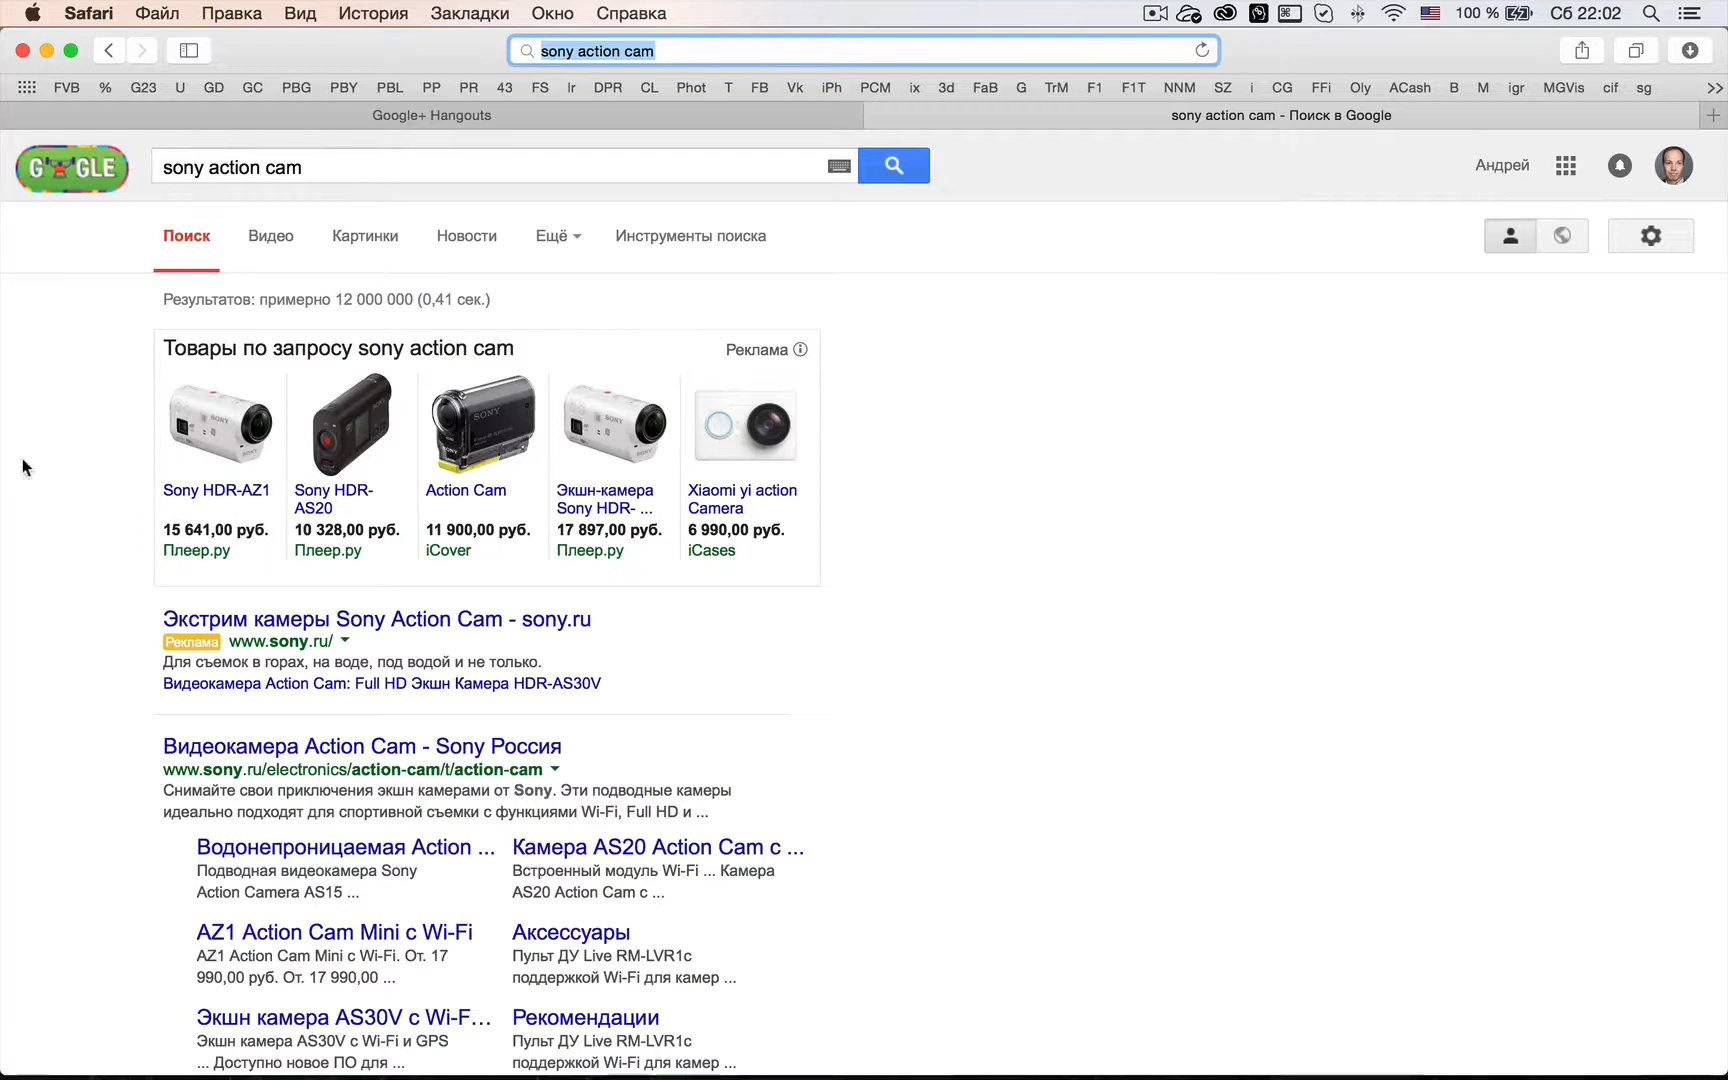 Safari Файл Правка Вид История Закладки Окно Справка 100 % Сб 22:02
sony action cam
FVB % G23 U GD GC PBG PBY PBL PP PR 43 FS Ir DPR CL Phot T FB Vk iPh PCM ix 3d FaB G TrM F1 F1T NNM SZ i CG FFi Oly ACash B M igr MGVis cif sg
Google+ Hangouts sony action cam - Поиск в Google
GOOGLE sony action cam Андрей
Поиск Видео Картинки Новости Ещё Инструменты поиска
Результатов: примерно 12 000 000 (0,41 сек.)
Товары по запросу sony action cam Реклама
SONY
SONY
SONY
SONY
Sony HDR-AZ1
15 641,00 руб.
Плеер.ру
Sony HDR-
AS20
10 328,00 руб.
Плеер.ру
Action Cam
11 900,00 руб.
iCover
Экшн-камера
Sony HDR- ...
17 897,00 руб.
Плеер.ру
Xiaomi yi action
Camera
6 990,00 руб.
iCases
Экстрим камеры Sony Action Cam - sony.ru
Реклама www.sony.ru/
Для съемок в горах, на воде, под водой и не только.
Видеокамера Action Cam: Full HD Экшн Камера HDR-AS30V
Видеокамера Action Cam - Sony Россия
www.sony.ru/electronics/action-cam/t/action-cam
Снимайте свои приключения экшн камерами от Sony. Эти подводные камеры
идеально подходят для спортивной съемки с функциями Wi-Fi, Full HD и ...
Водонепроницаемая Action ...
Подводная видеокамера Sony
Action Camera AS15 ...
Камера AS20 Action Cam с ...
Встроенный модуль Wi-Fi ... Камера
AS20 Action Cam с ...
AZ1 Action Cam Mini с Wi-Fi
AZ1 Action Cam Mini с Wi-Fi. От. 17
990,00 руб. От. 17 990,00 ...
Аксессуары
Пульт ДУ Live RM-LVR1с
поддержкой Wi-Fi для камер ...
Экшн камера AS30V с Wi-F...
Экшн камера AS30V с Wi-Fi и GPS
... Доступно новое ПО для ...
Рекомендации
Пульт ДУ Live RM-LVR1с
поддержкой Wi-Fi для камер ...